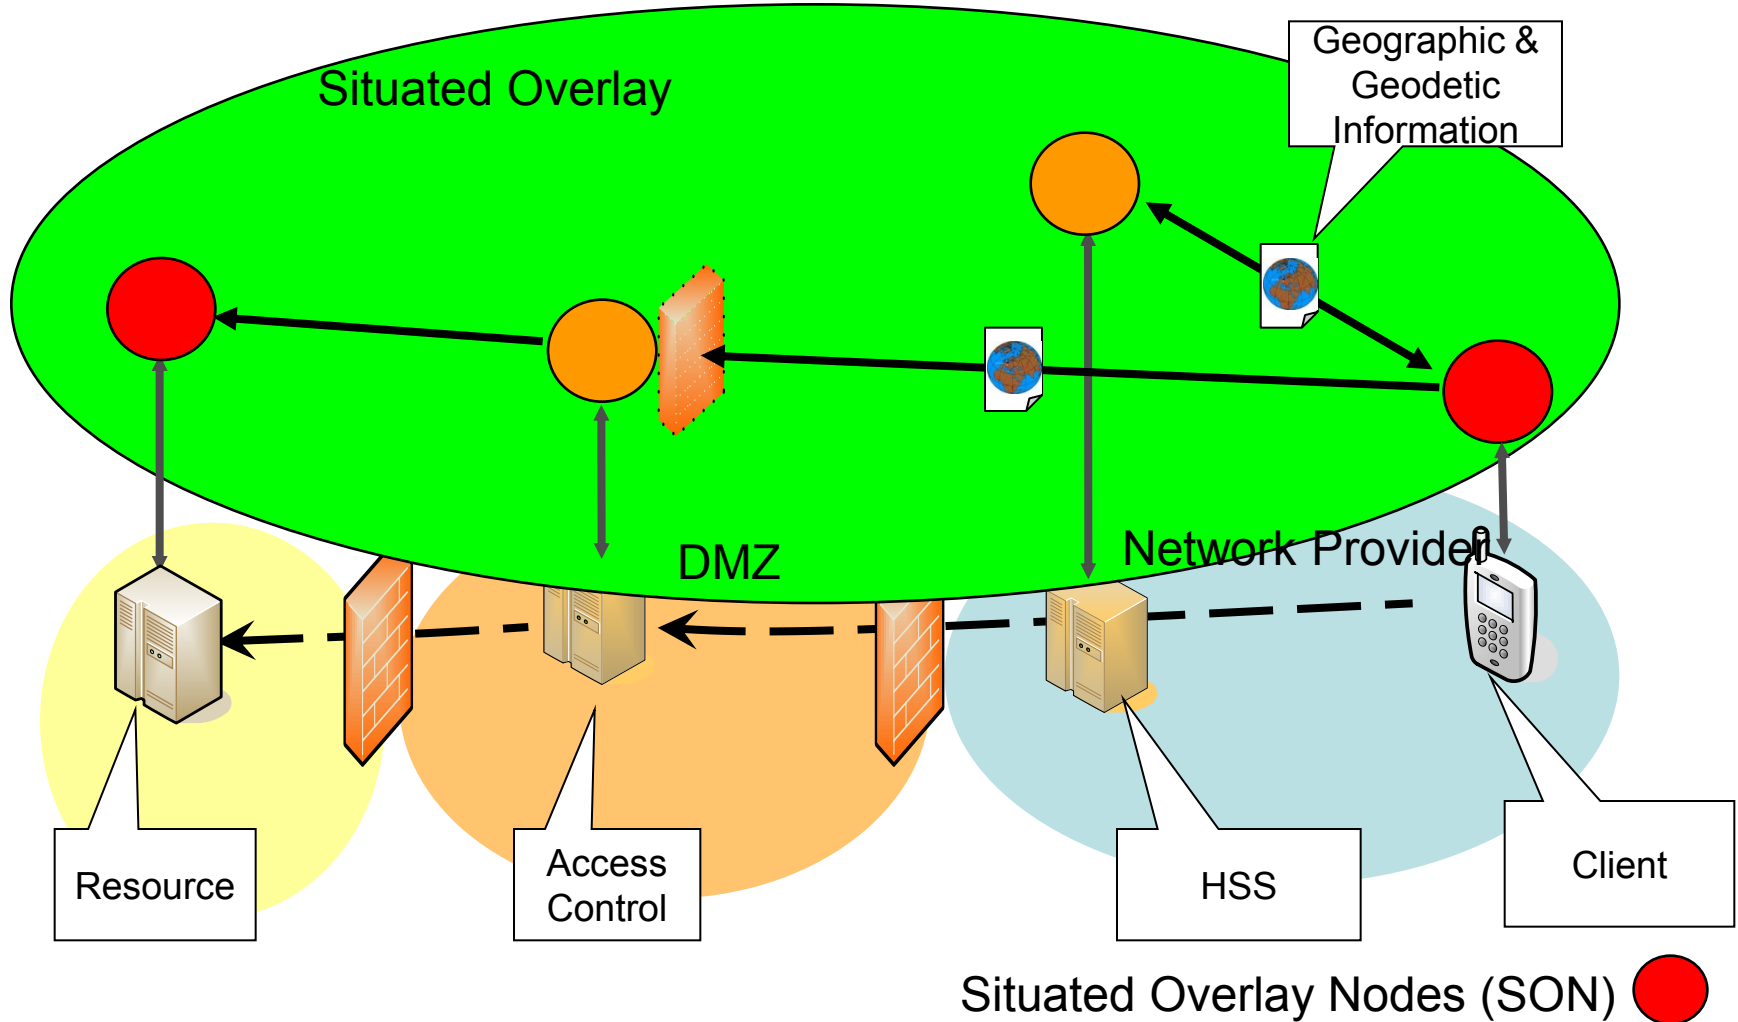 Geographic &
Geodetic
Information
Situated Overlay
DMZ
Network Provider
Resource
Access
Control
HSS
Client
Situated Overlay Nodes (SON)